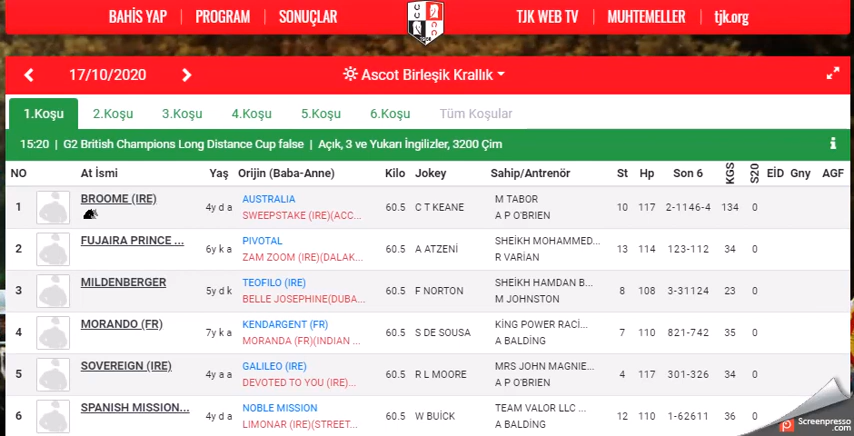 BAHİS YAP | PROGRAM | SONUÇLAR TJK WEB TV | MUHTEMELLER | tjk.org
17/10/2020 Ascot Birleşik Krallık
1.Koşu 2.Koşu 3.Koşu 4.Koşu 5.Koşu 6.Koşu Tüm Koşular
15:20 | G2 British Champions Long Distance Cup false | Açık, 3 ve Yukarı İngilizler, 3200 Çim
NO At İsmi Yaş Orijin (Baba-Anne) Kilo Jokey Sahip/Antrenör St Hp Son 6 KGS S20 EİD Gny AGF
1 BROOME (IRE) 4y d a AUSTRALIA 60.5 C T KEANE M TABOR 10 117 2-1146-4 134 0
SWEEPSTAKE (IRE)(ACC... A P O'BRIEN
2 FUJAIRA PRINCE ... 6y k a PIVOTAL 60.5 A ATZENİ SHEİKH MOHAMMED... 13 114 123-112 34 0
ZAM ZOOM (IRE)(DALAK... R VARİAN
3 MILDENBERGER 5y d k TEOFILO (IRE) 60.5 F NORTON SHEİKH HAMDAN B... 8 108 3-31124 23 0
BELLE JOSEPHINE(DUBA... M JOHNSTON
4 MORANDO (FR) 7y k a KENDARGENT (FR) 60.5 S DE SOUSA KİNG POWER RACİ... 7 110 821-742 35 0
MORANDA (FR)(INDIAN ... A BALDİNG
5 SOVEREIGN (IRE) 4y a a GALILEO (IRE) 60.5 R L MOORE MRS JOHN MAGNIE... 4 117 301-326 34 0
DEVOTED TO YOU (IRE)... A P O'BRIEN
6 SPANISH MISSION... 4y d a NOBLE MISSION 60.5 W BUİCK TEAM VALOR LLC ... 12 110 1-62611 36 0
LIMONAR (IRE)(STREET... A BALDİNG
Screenpresso
.com